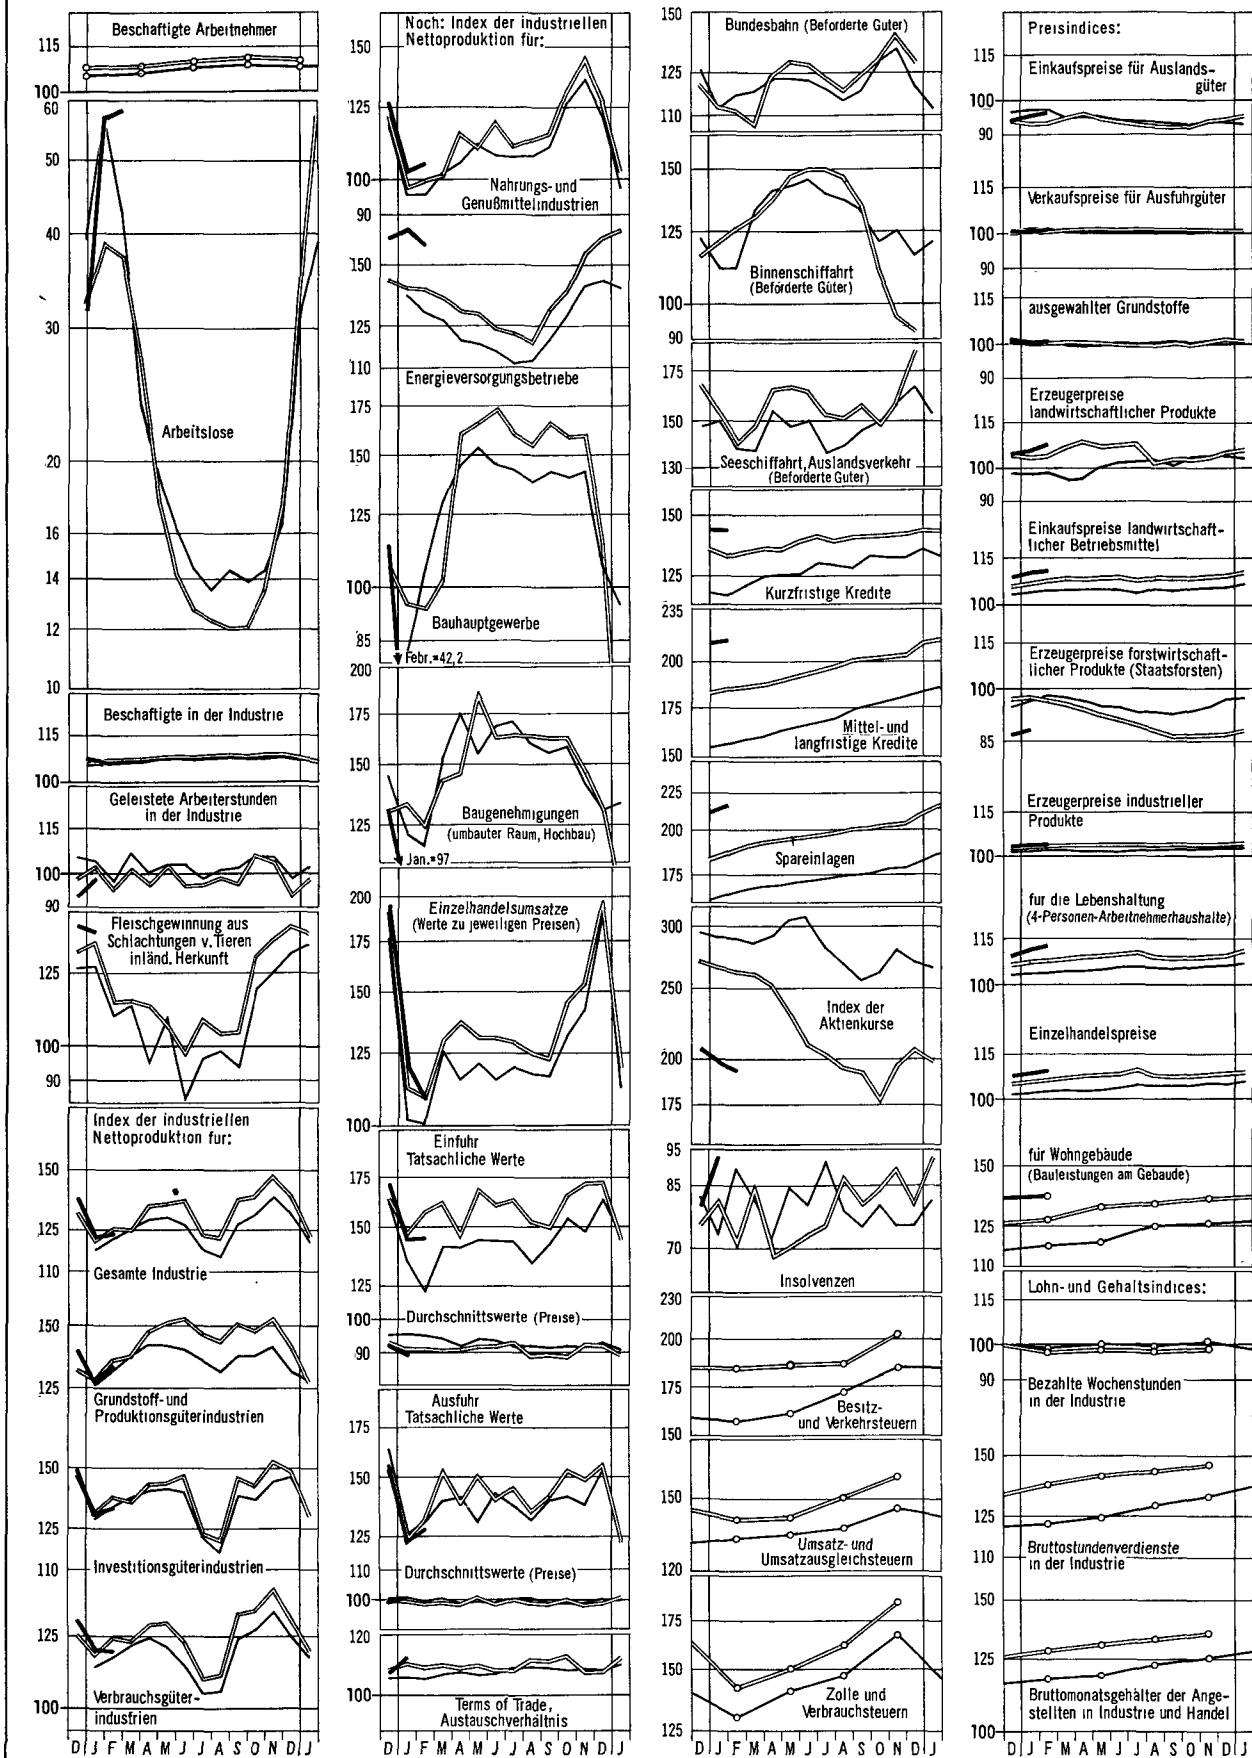 Beschaftigte Arbeitnehmer
115
100
60
50
40
30
Arbeitslose
20
16
14
12
10
Beschaftigte in der Industrie
115
100
Geleistete Arbeiterstunden
in der Industrie
115
100
90
Fleischgewinnung aus
Schlachtungen v. Tieren
inländ. Herkunft
125
100
90
Index der industriellen
Nettoproduktion fur:
150
125
110
Gesamte Industrie
150
125
Grundstoff- und
Produktionsgüterindustrien
150
125
110
Investitionsgüterindustrien
125
100
Verbrauchsgüter-
industrien
D J F M A M J J A S O N D J
Noch: Index der industriellen
Nettoproduktion für:
150
125
100
90
Nahrungs- und
Genußmittelindustrien
150
125
110
Energieversorgungsbetriebe
175
150
125
100
85
Bauhauptgewerbe
Febr.=42,2
200
175
150
125
Baugenehmigungen
(umbauter Raum, Hochbau)
Jan.=97
200
175
150
125
100
Einzelhandelsumsatze
(Werte zu jeweiligen Preisen)
Einfuhr
Tatsachliche Werte
175
150
125
100
90
Durchschnittswerte (Preise)
Ausfuhr
Tatsachliche Werte
175
150
125
110
Durchschnittswerte (Preise)
100
120
100
Terms of Trade,
Austauschverhältnis
D J F M A M J J A S O N D J
150
Bundesbahn (Beforderte Guter)
125
110
150
125
100
90
Binnenschiffahrt
(Beförderte Güter)
175
150
130
Seeschiffahrt, Auslandsverkehr
(Beforderte Guter)
150
125
Kurzfristige Kredite
235
200
175
150
Mittel- und
langfristige Kredite
225
200
175
Spareinlagen
300
250
200
175
Index der
Aktienkurse
95
85
70
Insolvenzen
230
200
175
150
Besitz-
und Verkehrsteuern
150
120
Umsatz- und
Umsatzausgleichsteuern
175
150
125
Zolle und
Verbrauchsteuern
D J F M A M J J A S O N D J
Preisindices:
115
Einkaufspreise für Auslands-
güter
100
90
115
Verkaufspreise für Ausfuhrgüter
100
90
115
ausgewahlter Grundstoffe
100
90
Erzeugerpreise
landwirtschaftlicher Produkte
115
100
90
Einkaufspreise landwirtschaft-
licher Betriebsmittel
115
100
115
Erzeugerpreise forstwirtschaft-
licher Produkte (Staatsforsten)
100
85
Erzeugerpreise industrieller
115
Produkte
100
fur die Lebenshaltung
(4-Personen-Arbeitnehmerhaushalte)
115
100
Einzelhandelspreise
115
100
für Wohngebäude
150
(Bauleistungen am Gebaude)
125
110
Lohn- und Gehaltsindices:
115
100
90
Bezahlte Wochenstunden
in der Industrie
150
125
Bruttostundenverdienste
110
in der Industrie
150
125
Bruttomonatsgehälter der Ange-
stellten in Industrie und Handel
100
D J F M A M J J A S O N D J